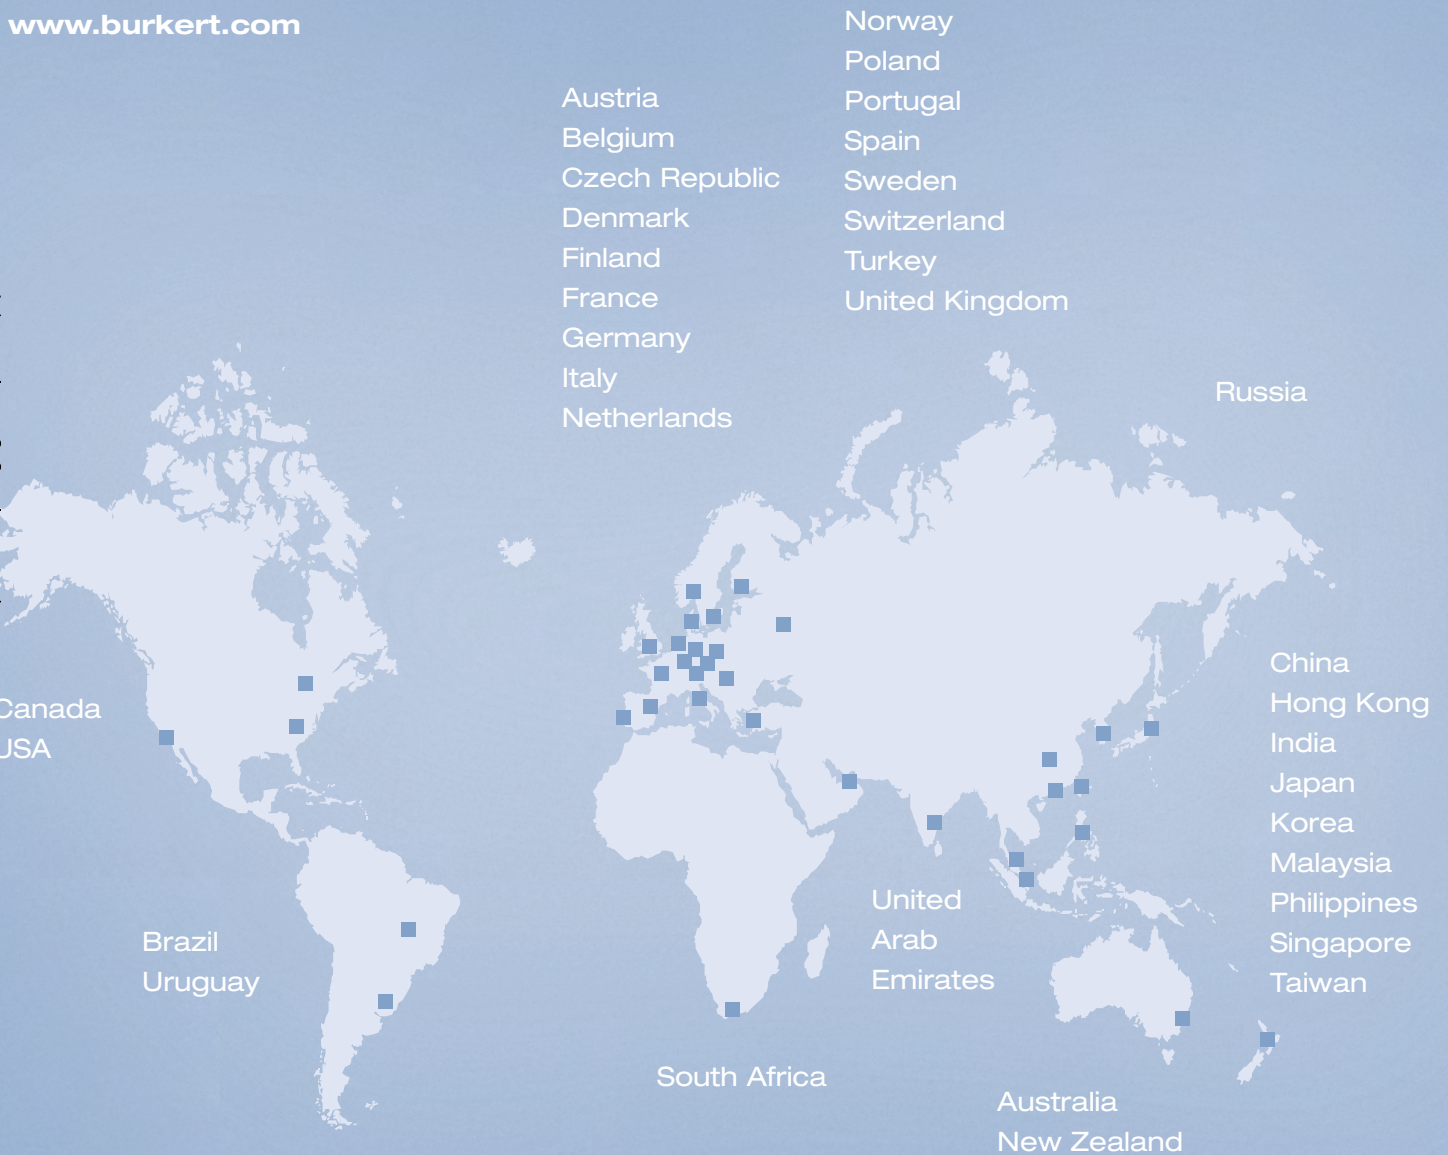 www.burkert.com
Austria
Belgium
Czech Republic
Denmark
Finland
France
Germany
Italy
Netherlands
Norway
Poland
Portugal
Spain
Sweden
Switzerland
Turkey
United Kingdom
Russia
Canada
USA
China
Hong Kong
India
Japan
Korea
Malaysia
Philippines
Singapore
Taiwan
Brazil
Uruguay
United
Arab
Emirates
South Africa
Australia
New Zealand